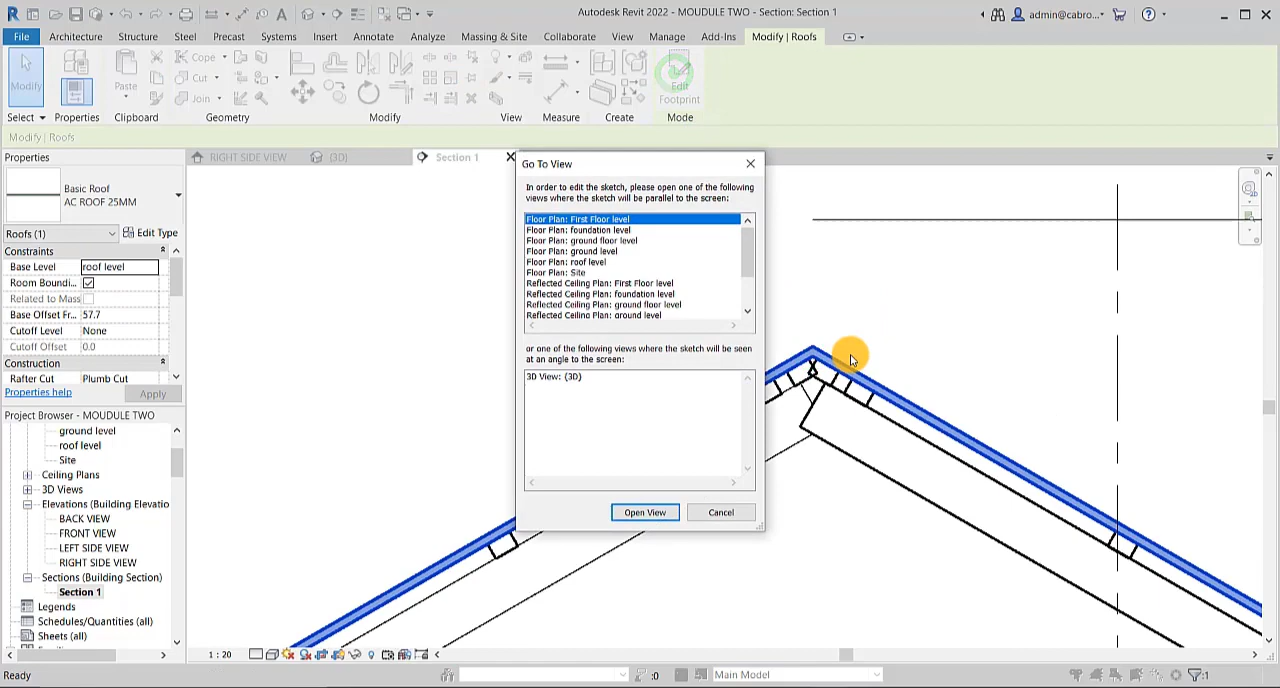 Autodesk Revit 2022 - MOUDULE TWO - Section: Section 1
admin@cabro...
File Architecture Structure Steel Precast Systems Insert Annotate Analyze Massing & Site Collaborate View Manage Add-Ins Modify | Roofs
Modify
Paste
Cope
Cut
Join
Edit
Footprint
Select Properties Clipboard Geometry Modify View Measure Create Mode
Modify | Roofs
Properties
Basic Roof
AC ROOF 25MM
Roofs (1)
Edit Type
Constraints
Base Level roof level
Room Boundi...
Related to Mass
Base Offset Fr... 57.7
Cutoff Level None
Cutoff Offset 0.0
Construction
Rafter Cut Plumb Cut
Properties help
Apply
Project Browser - MOUDULE TWO
ground level
roof level
Site
Ceiling Plans
3D Views
Elevations (Building Elevatio
BACK VIEW
FRONT VIEW
LEFT SIDE VIEW
RIGHT SIDE VIEW
Sections (Building Section)
Section 1
Legends
Schedules/Quantities (all)
Sheets (all)
RIGHT SIDE VIEW
{3D}
Section 1
Go To View
In order to edit the sketch, please open one of the following
views where the sketch will be parallel to the screen:
Floor Plan: First Floor level
Floor Plan: foundation level
Floor Plan: ground floor level
Floor Plan: ground level
Floor Plan: roof level
Floor Plan: Site
Reflected Ceiling Plan: First Floor level
Reflected Ceiling Plan: foundation level
Reflected Ceiling Plan: ground floor level
Reflected Ceiling Plan: ground level
or one of the following views where the sketch will be seen
at an angle to the screen:
3D View: {3D}
Open View
Cancel
1 : 20
Ready
:0
Main Model
:1